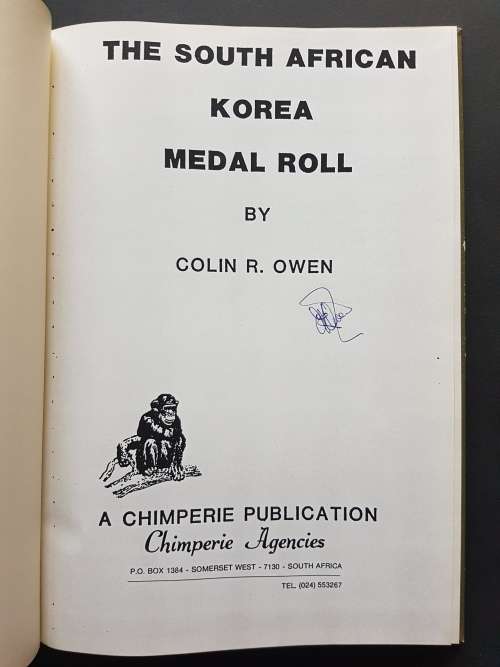 THE SOUTH AFRICAN
KOREA
MEDAL ROLL
BY
COLIN R. OWEN
A CHIMPERIE PUBLICATION
Chimperie Agencies
P.O. BOX 1364 - SOMERSET WEST - 7130 - SOUTH AFRICA
TEL. (024) 553267